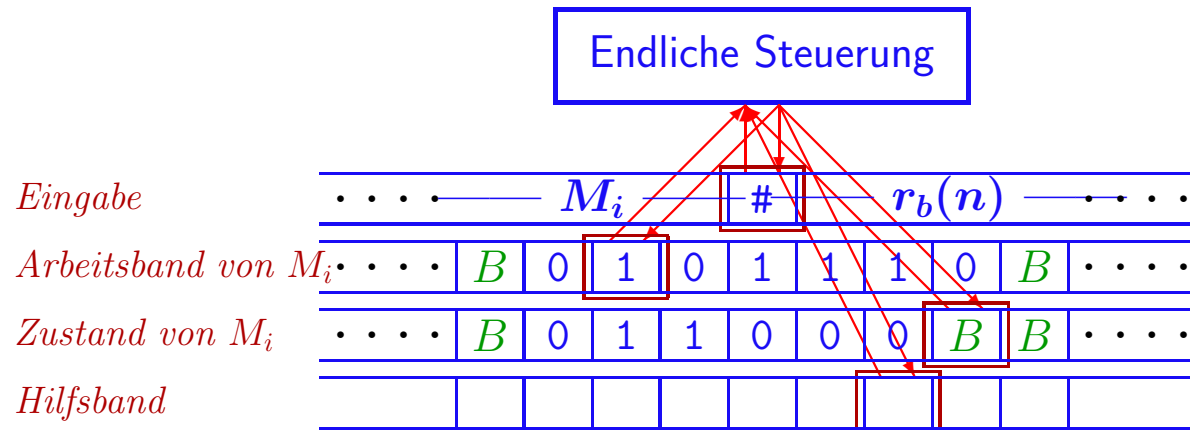 Endliche Steuerung
Eingabe · · · · M_i # r_b(n) · · · ·
Arbeitsband von M_i · · · · B 0 1 0 1 1 1 0 B · · · ·
Zustand von M_i · · · · B 0 1 1 0 0 0 B B · · · ·
Hilfsband